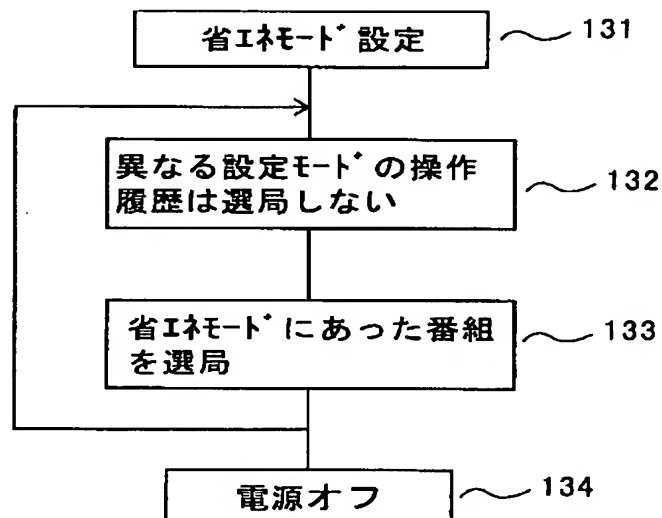 省ｴﾈﾓｰﾄﾞ設定
131
異なる設定ﾓｰﾄﾞの操作
履歴は選局しない
132
省ｴﾈﾓｰﾄﾞにあった番組
を選局
133
電源オフ
134